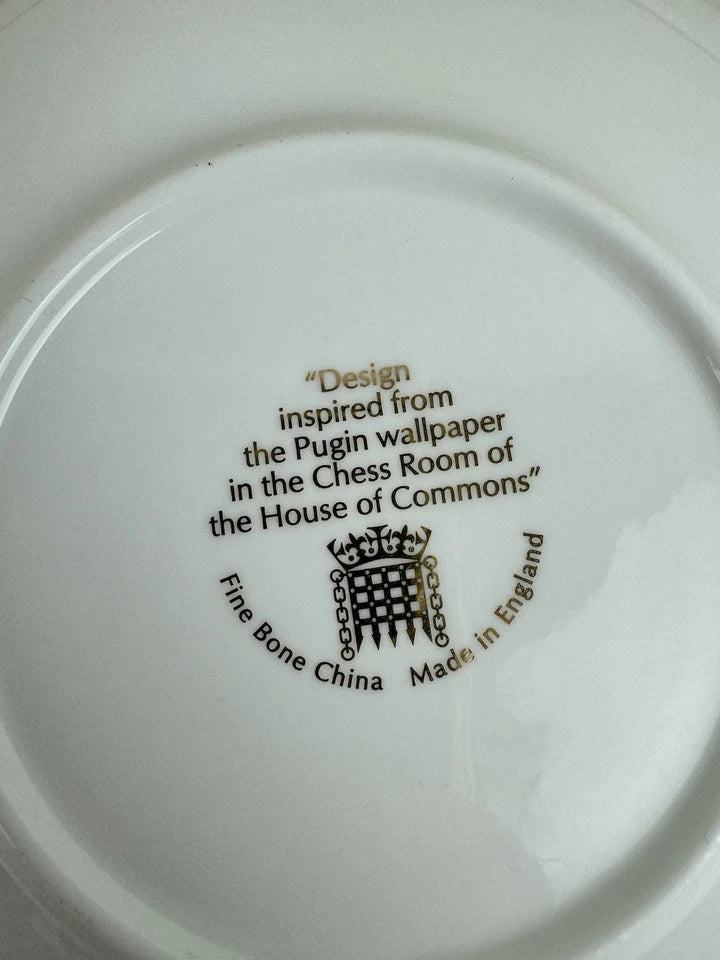 “Design
inspired from
the Pugin wallpaper
in the Chess Room of
the House of Commons”
Fine Bone China Made in England